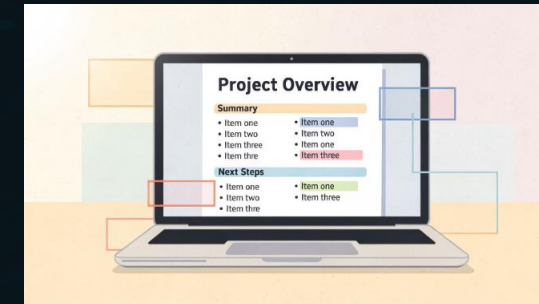 Project Overview
Summary
• Item one
• Item two
• Item three
• Item thre
• Item one
• Item two
• Item one
• Item three
Next Steps
• Item one
• Item two
• Item thre
• Item one
• Item three